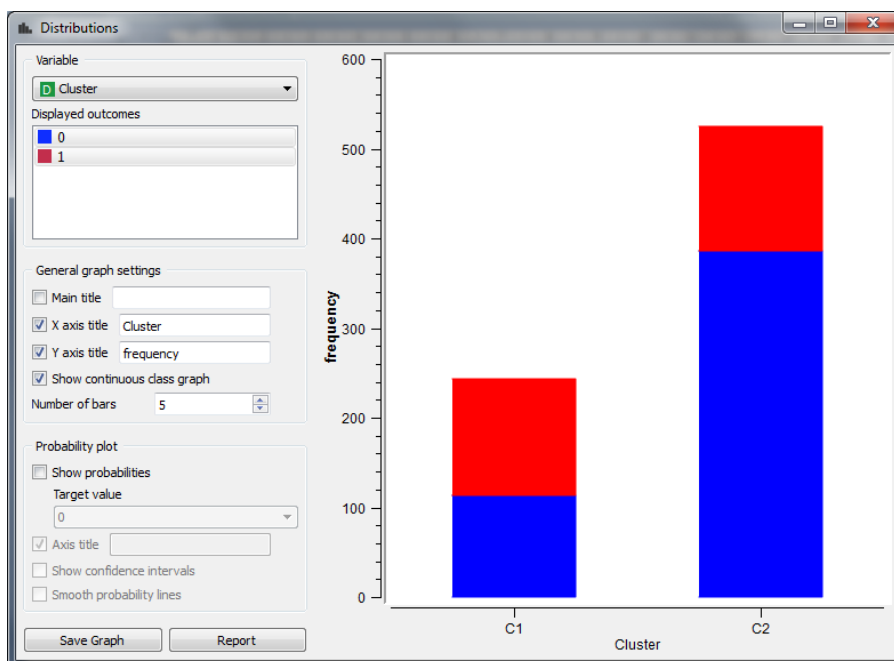 Distributions
Variable
D Cluster
Displayed outcomes
0
1
General graph settings
Main title
X axis title Cluster
Y axis title frequency
Show continuous class graph
Number of bars 5
Probability plot
Show probabilities
Target value
0
Axis title
Show confidence intervals
Smooth probability lines
Save Graph Report
frequency
600
500
400
300
200
100
0
C1 C2
Cluster